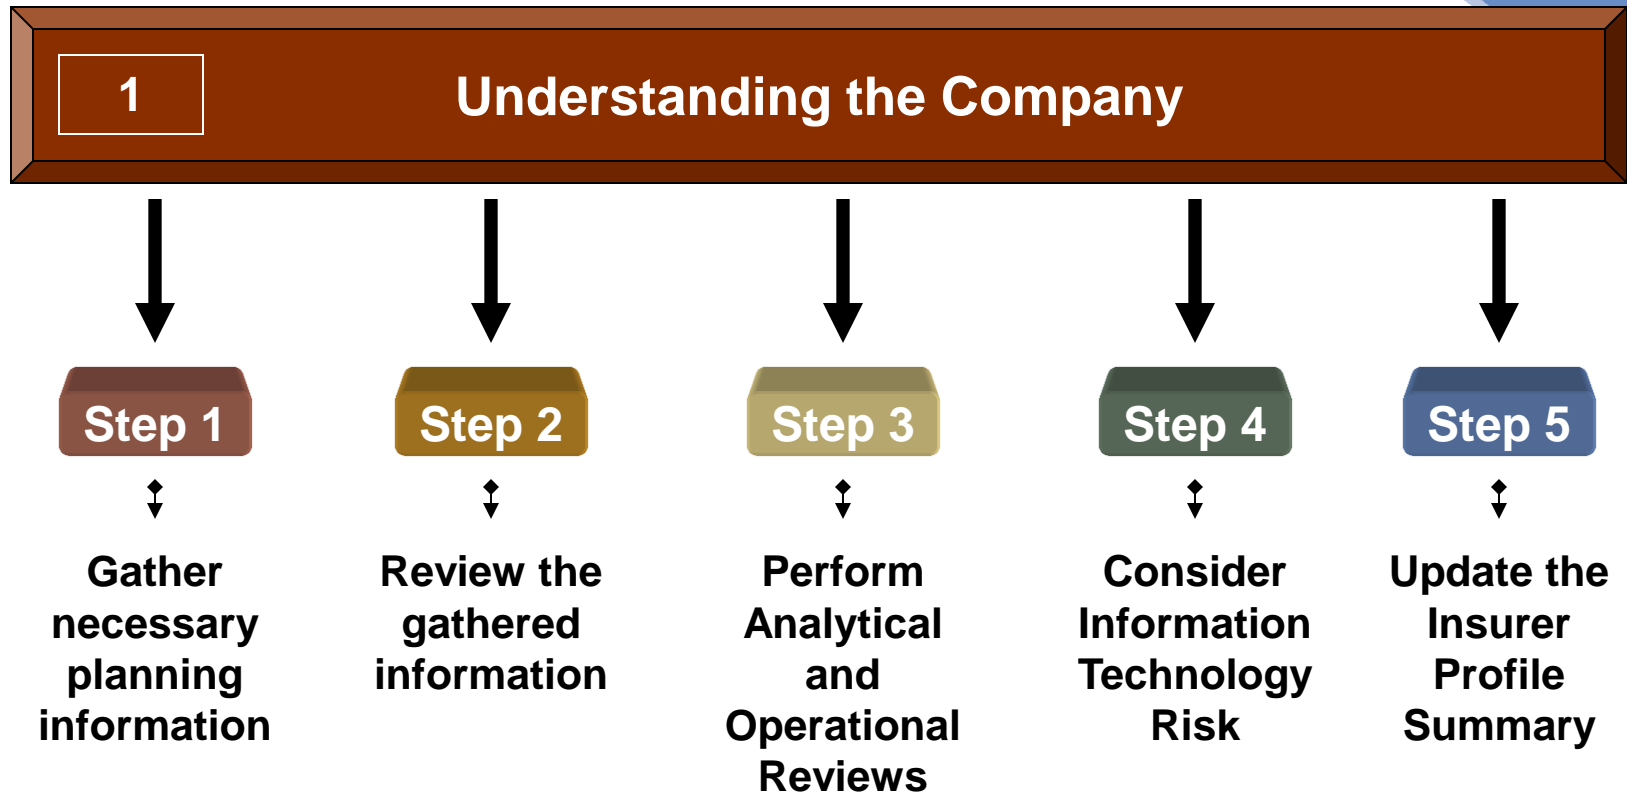 1
Understanding the Company
Step 1
Step 2
Step 3
Step 4
Step 5
Gather
necessary
planning
information
Review the
gathered
information
Perform
Analytical
and
Operational
Reviews
Consider
Information
Technology
Risk
Update the
Insurer
Profile
Summary